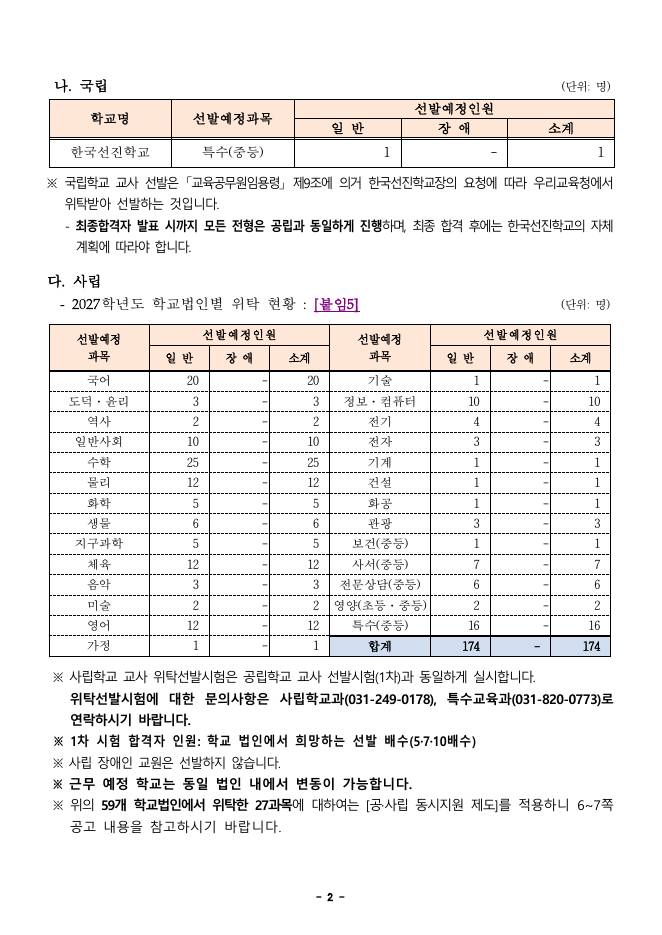 나. 국립 (단위: 명)
학교명 선발예정과목 선발예정인원
일 반 장 애 소계
한국선진학교 특수(중등) 1 - 1
※ 국립학교 교사 선발은「교육공무원임용령」제9조에 의거 한국선진학교장의 요청에 따라 우리교육청에서
위탁받아 선발하는 것입니다.
- 최종합격자 발표 시까지 모든 전형은 공립과 동일하게 진행하며, 최종 합격 후에는 한국선진학교의 자체
계획에 따라야 합니다.
다. 사립
- 2027학년도 학교법인별 위탁 현황 : [붙임5] (단위: 명)
선발예정 과목 선발예정인원 선발예정 과목 선발예정인원
일 반 장 애 소계 일 반 장 애 소계
국어 20 - 20 기술 1 - 1
도덕・윤리 3 - 3 정보・컴퓨터 10 - 10
역사 2 - 2 전기 4 - 4
일반사회 10 - 10 전자 3 - 3
수학 25 - 25 기계 1 - 1
물리 12 - 12 건설 1 - 1
화학 5 - 5 화공 1 - 1
생물 6 - 6 관광 3 - 3
지구과학 5 - 5 보건(중등) 1 - 1
체육 12 - 12 사서(중등) 7 - 7
음악 3 - 3 전문상담(중등) 6 - 6
미술 2 - 2 영양(초등・중등) 2 - 2
영어 12 - 12 특수(중등) 16 - 16
가정 1 - 1 합계 174 - 174
※ 사립학교 교사 위탁선발시험은 공립학교 교사 선발시험(1차)과 동일하게 실시합니다.
위탁선발시험에 대한 문의사항은 사립학교과(031-249-0178), 특수교육과(031-820-0773)로
연락하시기 바랍니다.
※ 1차 시험 합격자 인원: 학교 법인에서 희망하는 선발 배수(5·7·10배수)
※ 사립 장애인 교원은 선발하지 않습니다.
※ 근무 예정 학교는 동일 법인 내에서 변동이 가능합니다.
※ 위의 59개 학교법인에서 위탁한 27과목에 대하여는 [공·사립 동시지원 제도]를 적용하니 6~7쪽
공고 내용을 참고하시기 바랍니다.
- 2 -